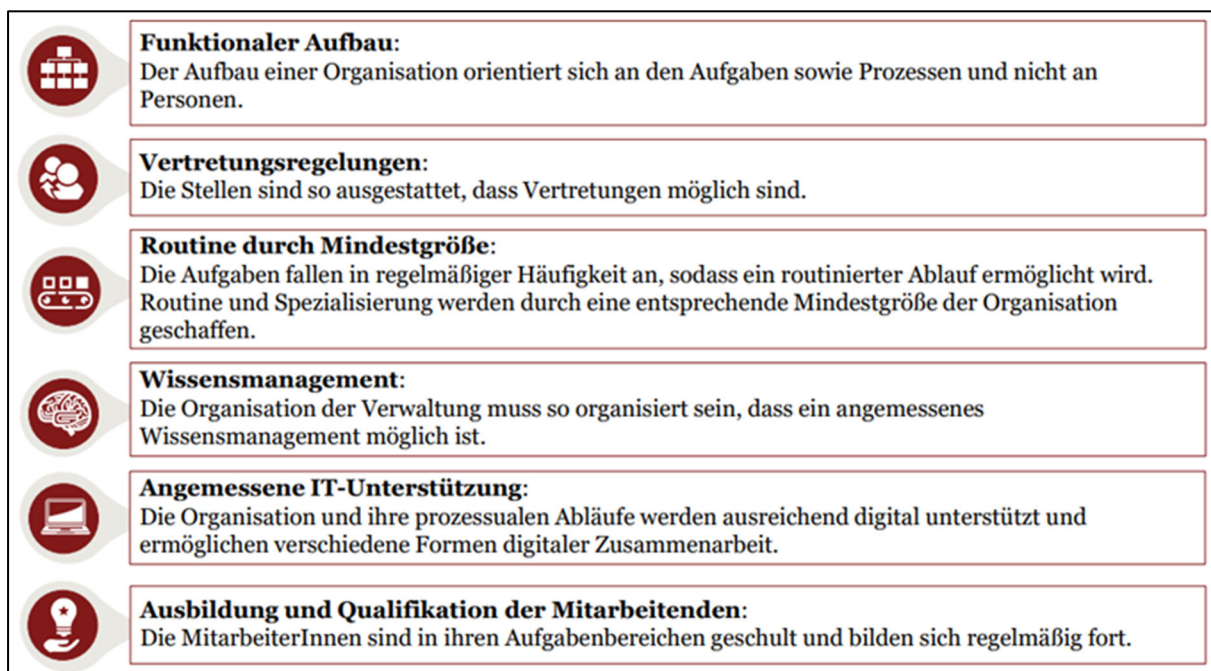 Funktionaler Aufbau:
Der Aufbau einer Organisation orientiert sich an den Aufgaben sowie Prozessen und nicht an
Personen.
Vertretungsregelungen:
Die Stellen sind so ausgestattet, dass Vertretungen möglich sind.
Routine durch Mindestgröße:
Die Aufgaben fallen in regelmäßiger Häufigkeit an, sodass ein routinierter Ablauf ermöglicht wird.
Routine und Spezialisierung werden durch eine entsprechende Mindestgröße der Organisation
geschaffen.
Wissensmanagement:
Die Organisation der Verwaltung muss so organisiert sein, dass ein angemessenes
Wissensmanagement möglich ist.
Angemessene IT-Unterstützung:
Die Organisation und ihre prozessualen Abläufe werden ausreichend digital unterstützt und
ermöglichen verschiedene Formen digitaler Zusammenarbeit.
Ausbildung und Qualifikation der Mitarbeitenden:
Die MitarbeiterInnen sind in ihren Aufgabenbereichen geschult und bilden sich regelmäßig fort.